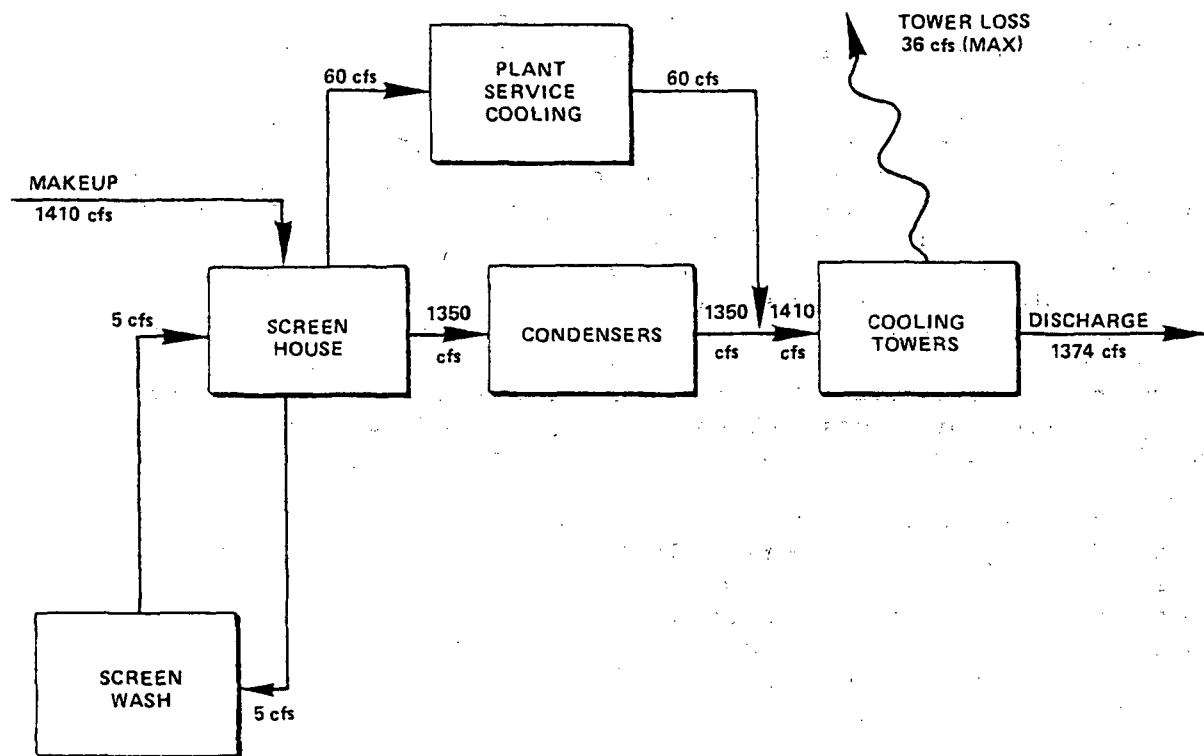 TOWER LOSS
36 cfs (MAX)
60 cfs
PLANT
SERVICE
COOLING
60 cfs
MAKEUP
1410 cfs
5 cfs
SCREEN
HOUSE
1350
cfs
CONDENSERS
1350
cfs
1410
cfs
COOLING
TOWERS
DISCHARGE
1374 cfs
SCREEN
WASH
5 cfs